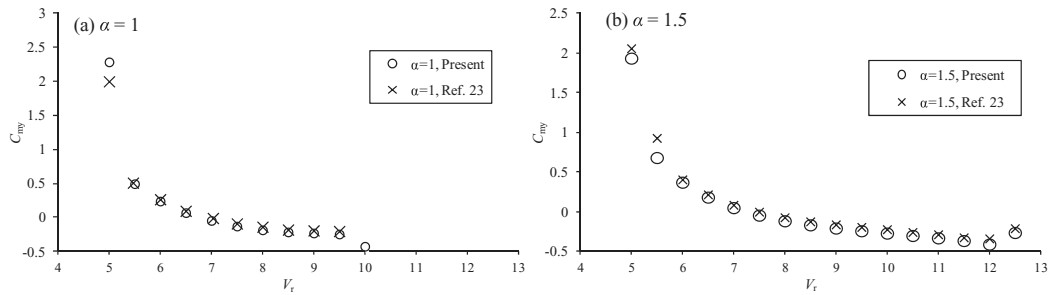 (a) α = 1
3
2.5
2
1.5
1
0.5
0
-0.5
C_my
4 5 6 7 8 9 10 11 12 13
V_r
α=1, Present
α=1, Ref. 23
(b) α = 1.5
2.5
2
1.5
1
0.5
0
-0.5
C_my
4 5 6 7 8 9 10 11 12 13
V_r
α=1.5, Present
α=1.5, Ref. 23